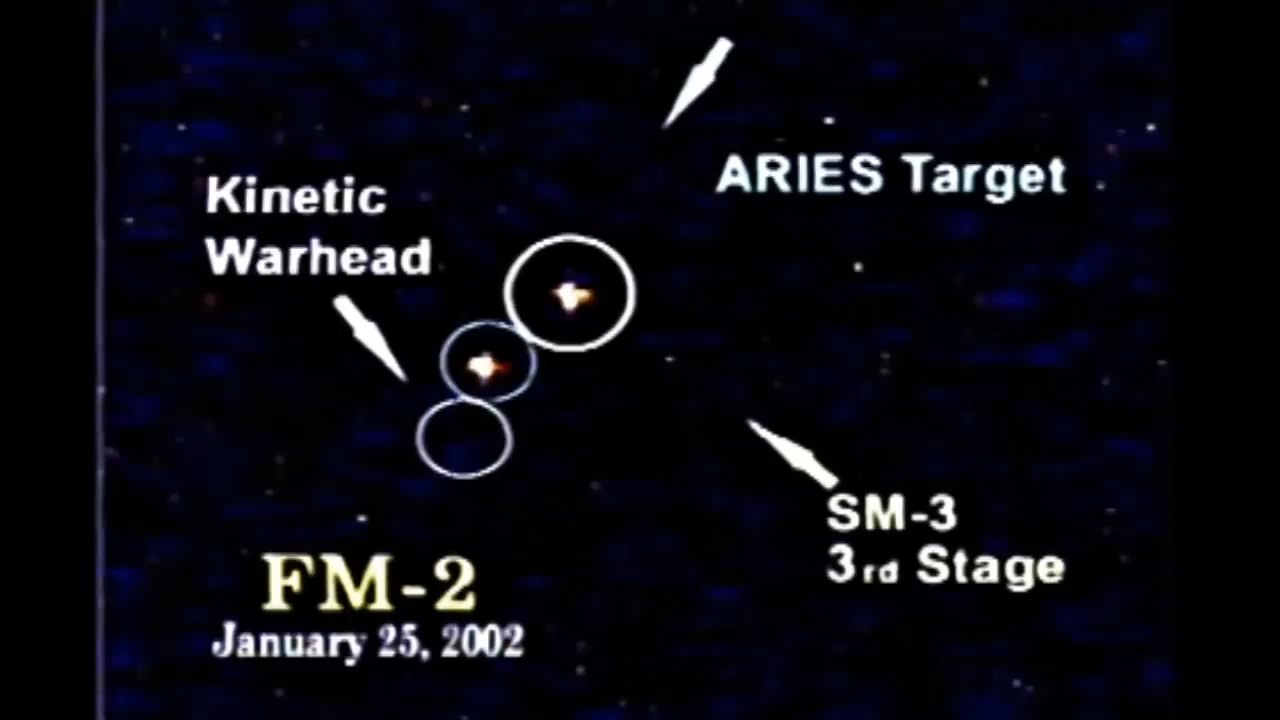 ARIES Target
Kinetic
Warhead
SM-3
3rd Stage
FM-2
January 25, 2002